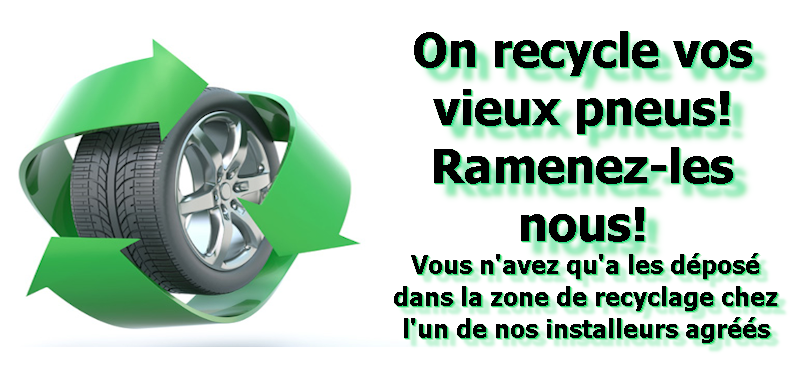 On recycle vos
vieux pneus!
Ramenez-les
nous!
Vous n'avez qu'a les déposé
dans la zone de recyclage chez
l'un de nos installeurs agréés